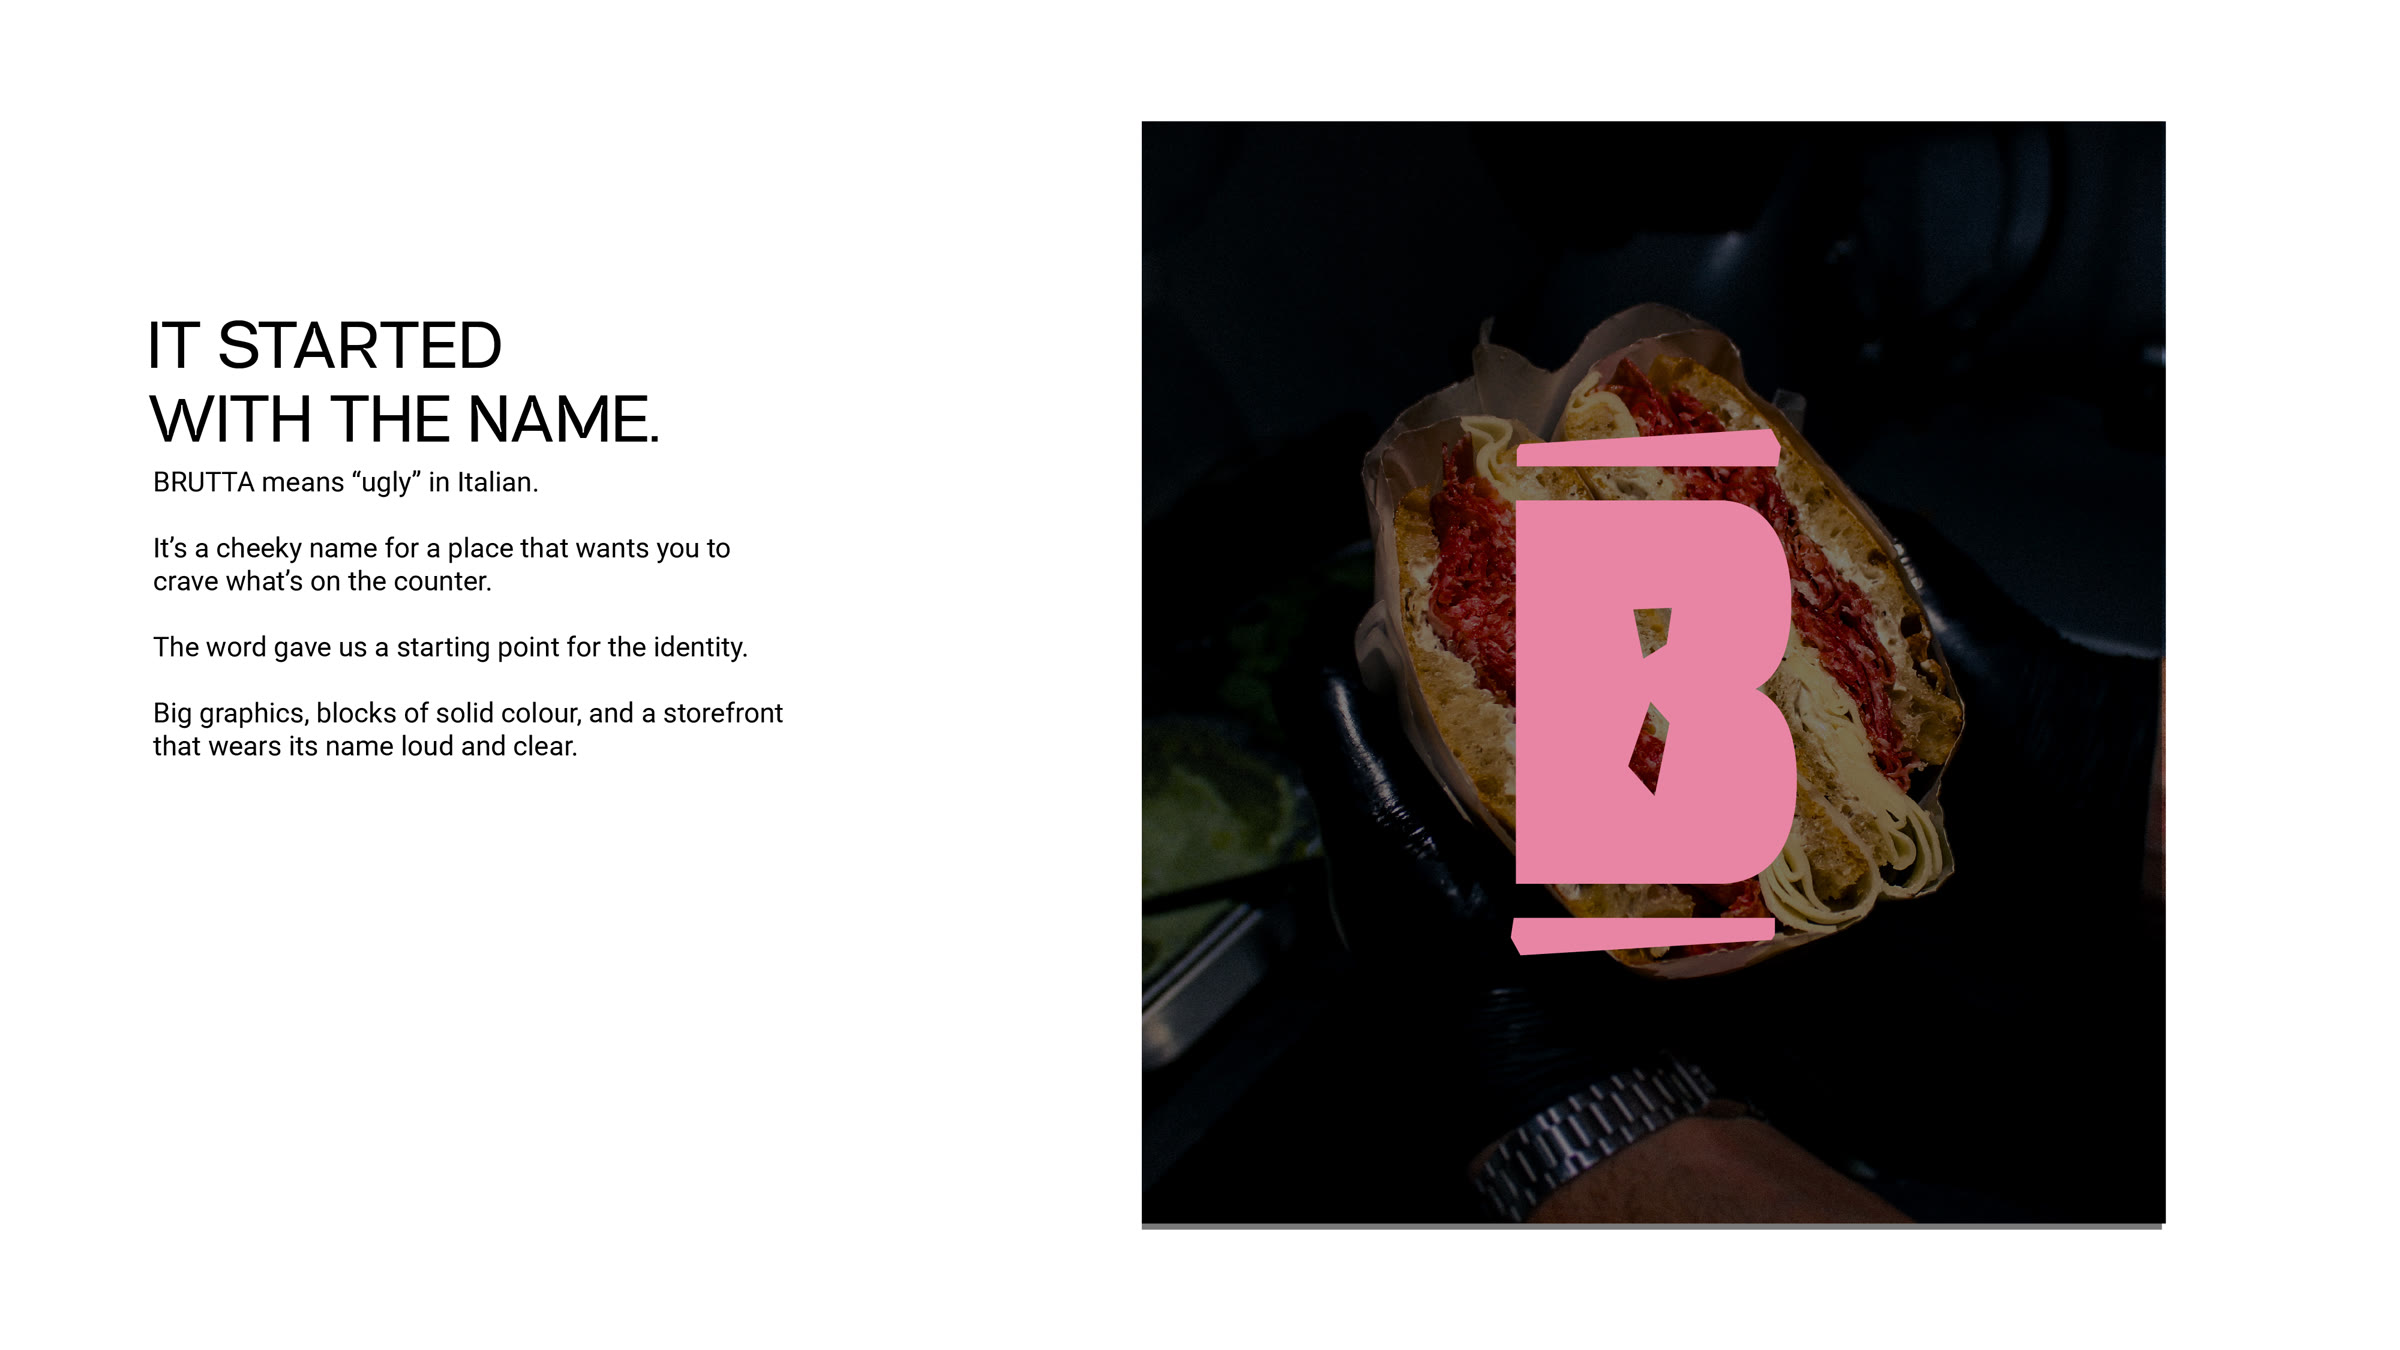 IT STARTED
WITH THE NAME.
BRUTTA means “ugly” in Italian.
It’s a cheeky name for a place that wants you to
crave what’s on the counter.
The word gave us a starting point for the identity.
Big graphics, blocks of solid colour, and a storefront
that wears its name loud and clear.
B